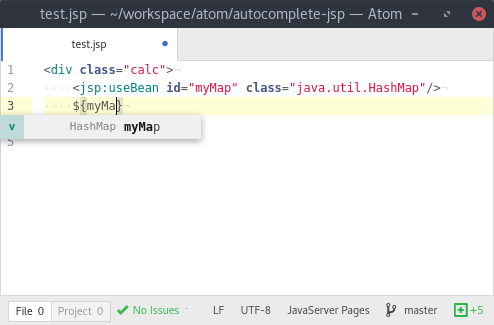 test.jsp — ~/workspace/atom/autocomplete-jsp — Atom
test.jsp
1 <div class="calc">¬
2 ····<jsp:useBean id="myMap" class="java.util.HashMap"/>¬
3 ····${myMa}¬
v HashMap myMap
5
File 0 Project 0 No Issues LF UTF-8 JavaServer Pages master +5